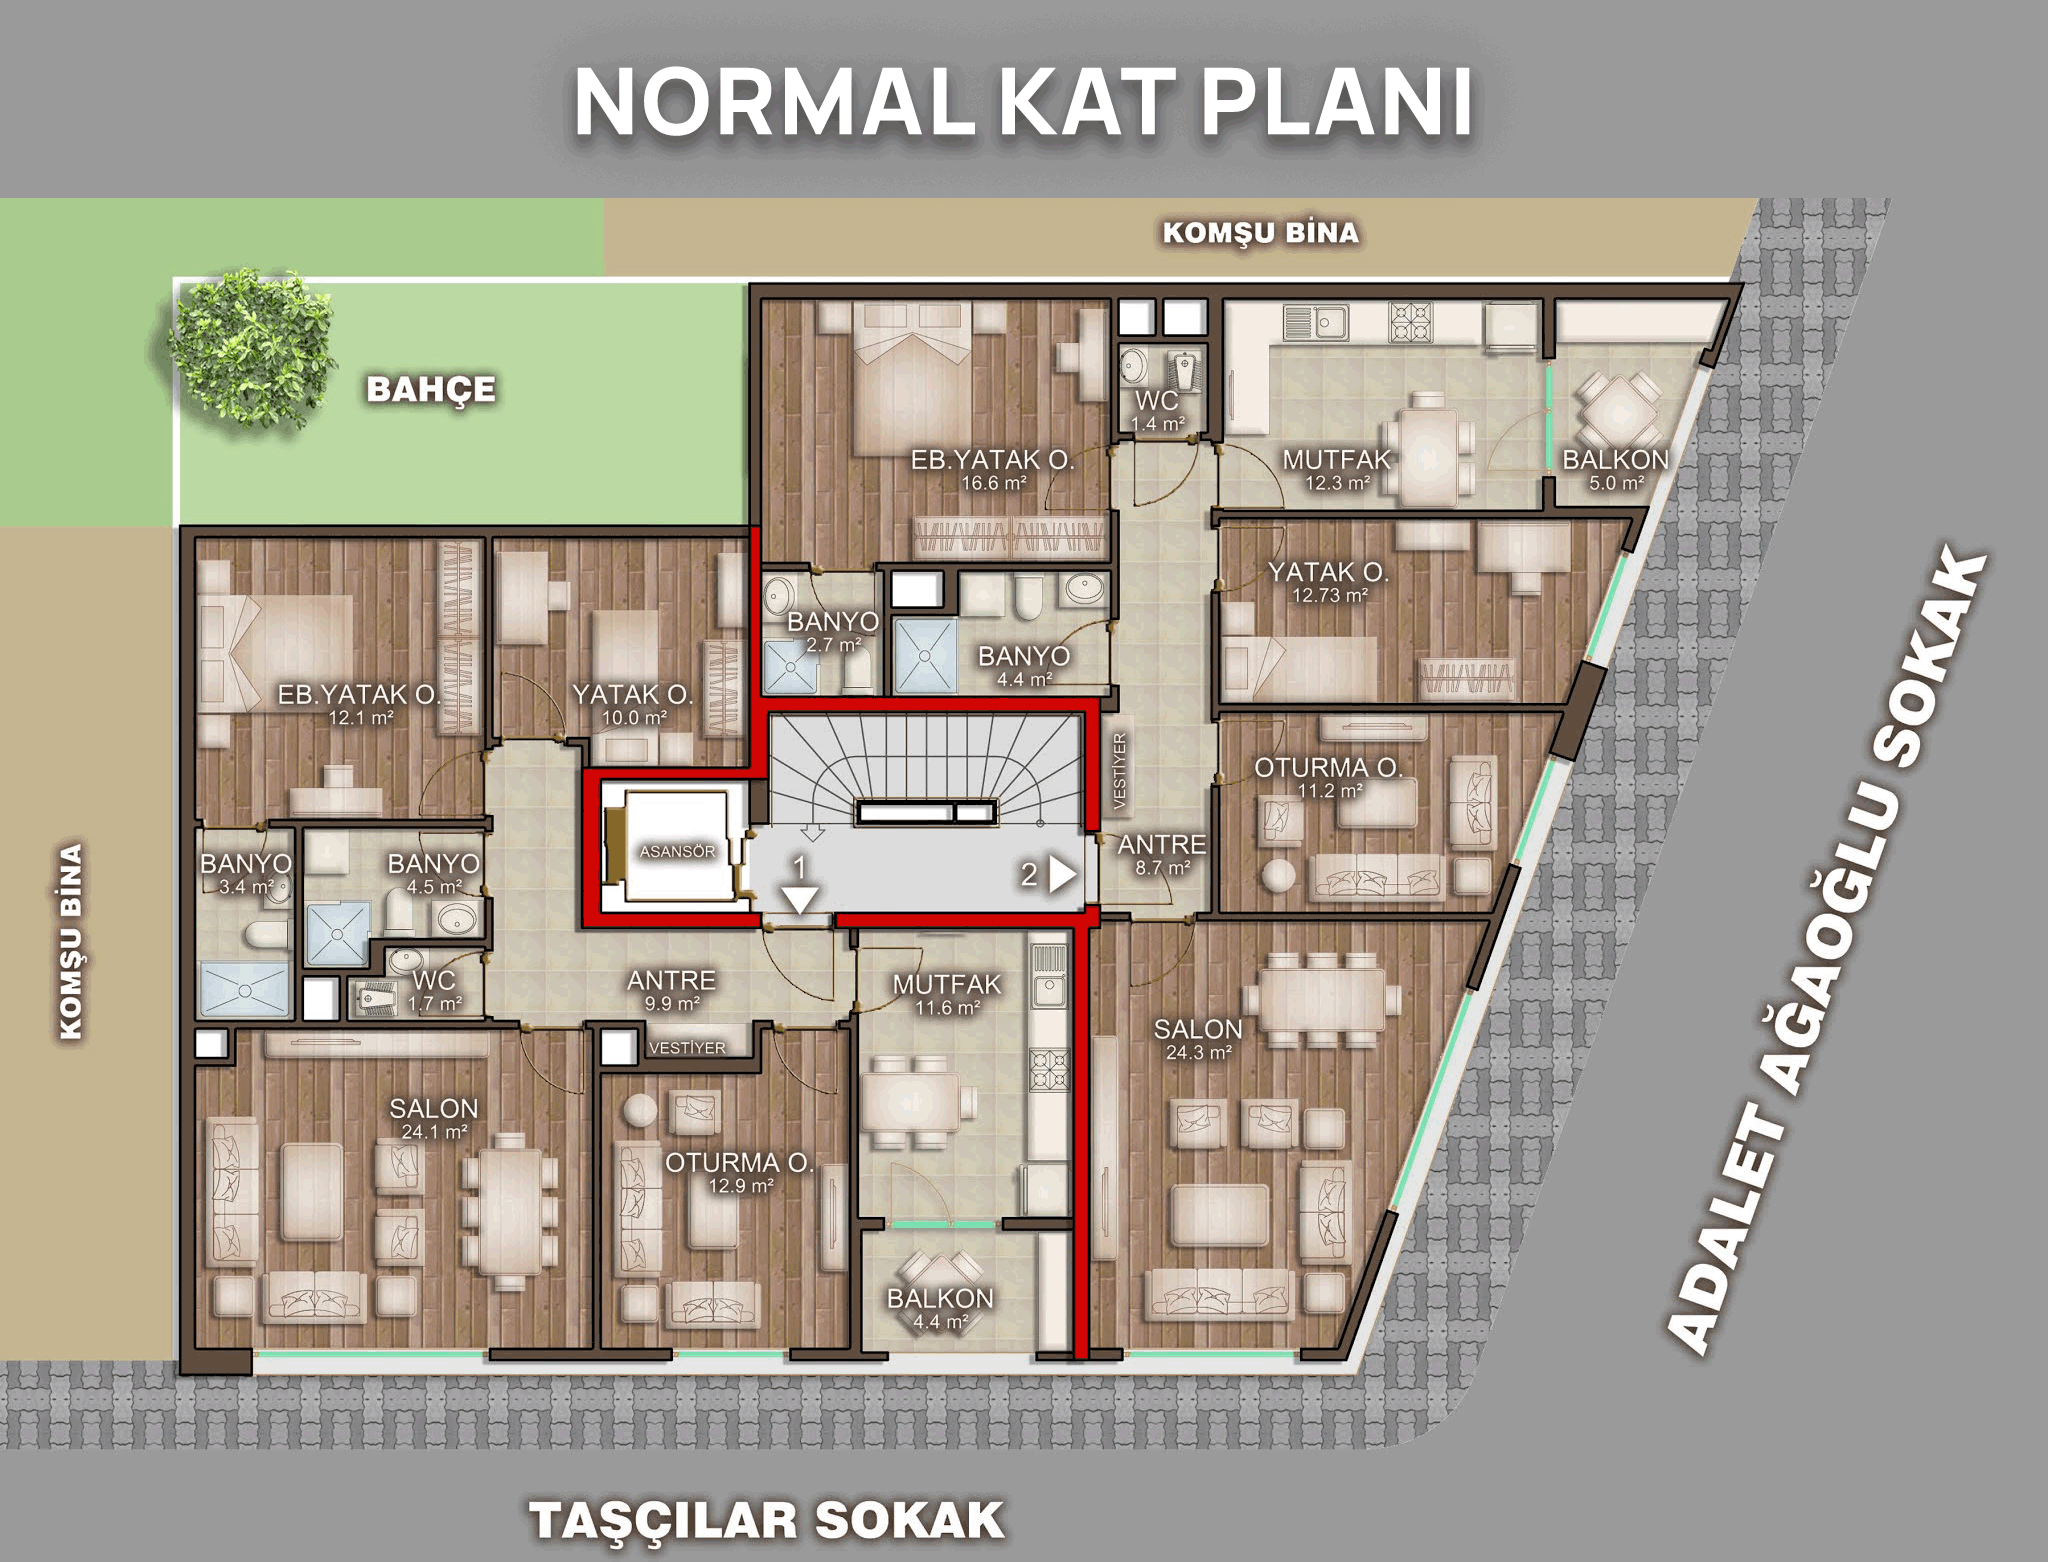 NORMAL KAT PLANI
KOMŞU BİNA
BAHÇE
WC
1.4 m²
EB.YATAK O.
16.6 m²
MUTFAK
12.3 m²
BALKON
5.0 m²
YATAK O.
12.73 m²
BANYO
2.7 m²
BANYO
4.4 m²
EB.YATAK O.
12.1 m²
YATAK O.
10.0 m²
VESTİYER
OTURMA O.
11.2 m²
ASANSÖR
1
2
ANTRE
8.7 m²
BANYO
3.4 m²
BANYO
4.5 m²
KOMŞU BİNA
WC
1.7 m²
ANTRE
9.9 m²
MUTFAK
11.6 m²
VESTİYER
SALON
24.3 m²
SALON
24.1 m²
OTURMA O.
12.9 m²
BALKON
4.4 m²
ADALET AĞAOĞLU SOKAK
TAŞÇILAR SOKAK